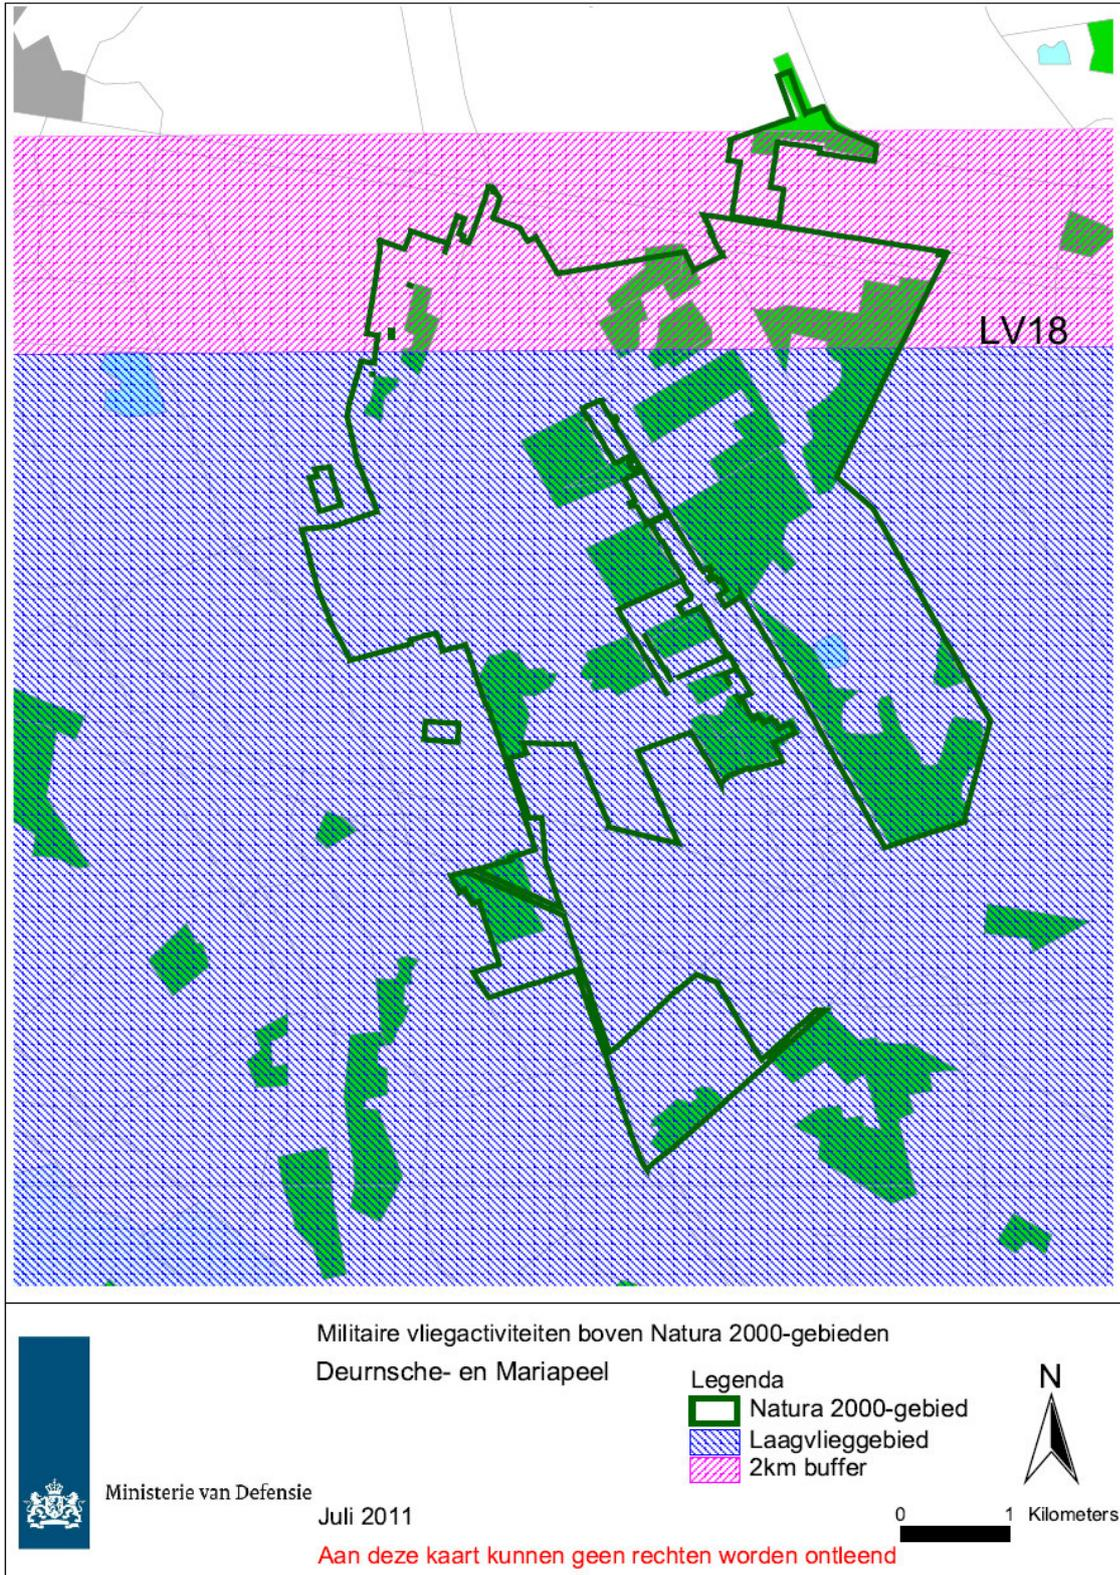 LV18
Militaire vliegactiviteiten boven Natura 2000-gebieden
Deurnsche- en Mariapeel
Legenda
Natura 2000-gebied
Laagvlieggebied
2km buffer
N
Ministerie van Defensie
Juli 2011
0 1 Kilometers
Aan deze kaart kunnen geen rechten worden ontleend